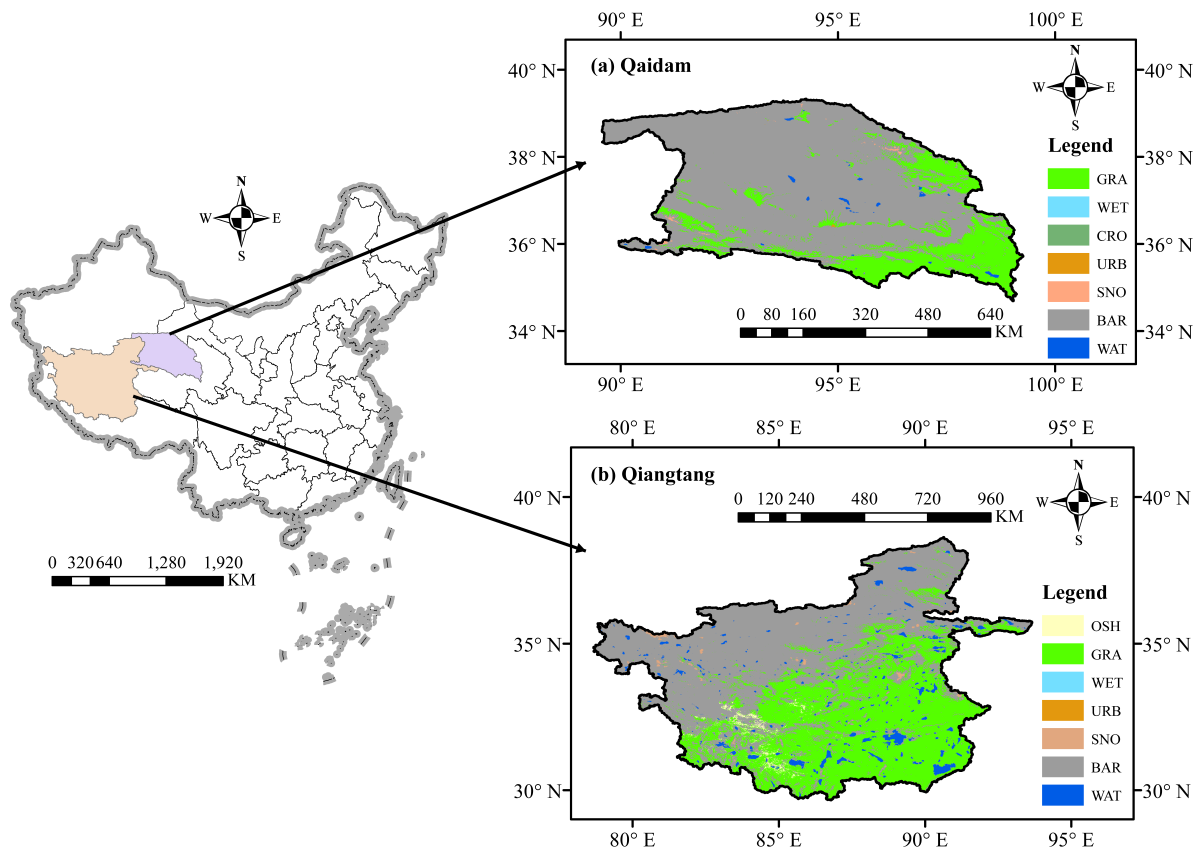 N
W E
S
0 320 640 1,280 1,920
KM
90° E 95° E 100° E
(a) Qaidam
40° N 40° N
38° N 38° N
36° N 36° N
34° N 34° N
N
W E
S
Legend
GRA
WET
CRO
URB
SNO
BAR
WAT
0 80 160 320 480 640
KM
90° E 95° E 100° E
80° E 85° E 90° E 95° E
(b) Qiangtang
40° N 40° N
35° N 35° N
30° N 30° N
0 120 240 480 720 960
KM
N
W E
S
Legend
OSH
GRA
WET
URB
SNO
BAR
WAT
80° E 85° E 90° E 95° E